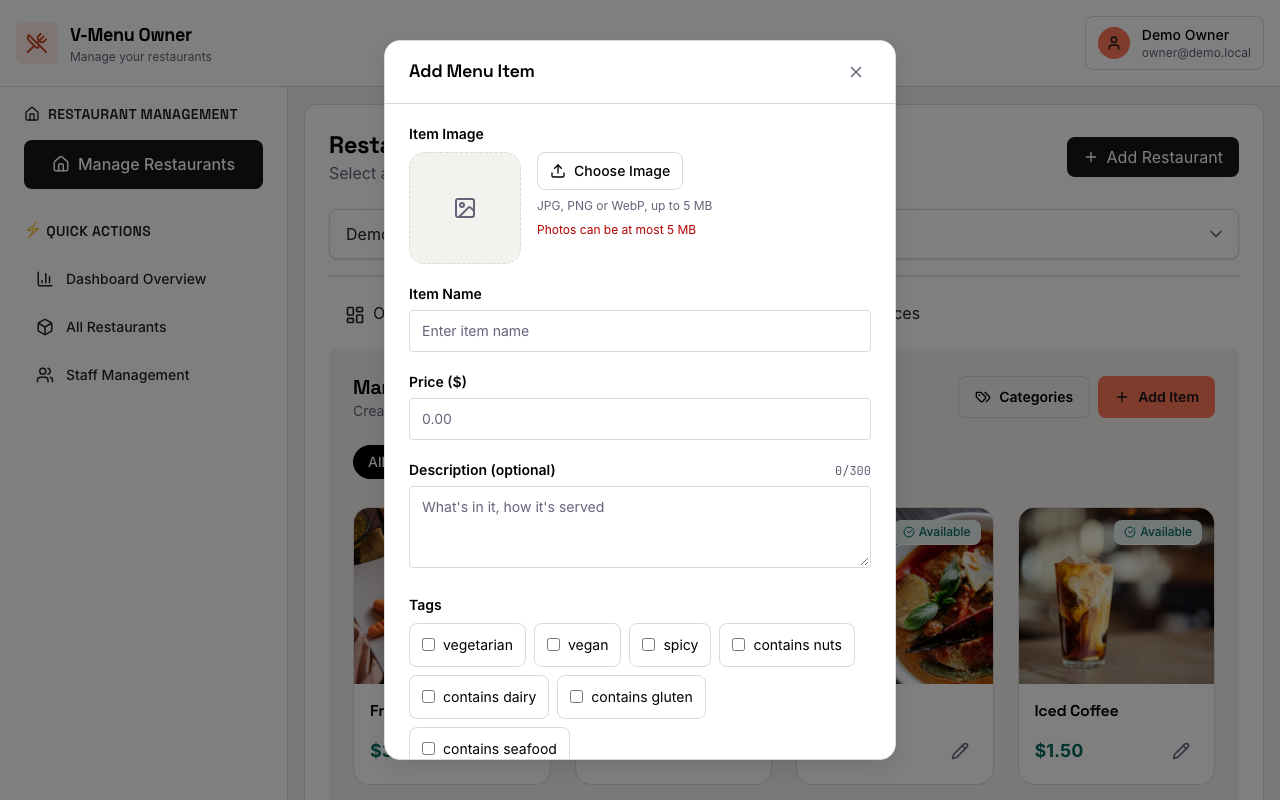 V-Menu Owner
Manage your restaurants
Demo Owner
owner@demo.local
RESTAURANT MANAGEMENT
Manage Restaurants
QUICK ACTIONS
Dashboard Overview
All Restaurants
Staff Management
Add Restaurant
Select
Categories
Add Item
Add Menu Item
Item Image
Choose Image
JPG, PNG or WebP, up to 5 MB
Photos can be at most 5 MB
Item Name
Enter item name
Price ($)
0.00
Description (optional)
0/300
What's in it, how it's served
Tags
vegetarian
vegan
spicy
contains nuts
contains dairy
contains gluten
contains seafood
Available
Available
Iced Coffee
$1.50